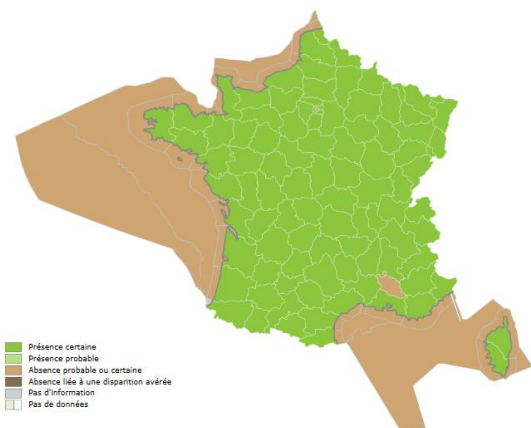 Présence certaine
Présence probable
Absence probable ou certaine
Absence liée à une disparition avérée
Pas d'information
Pas de données